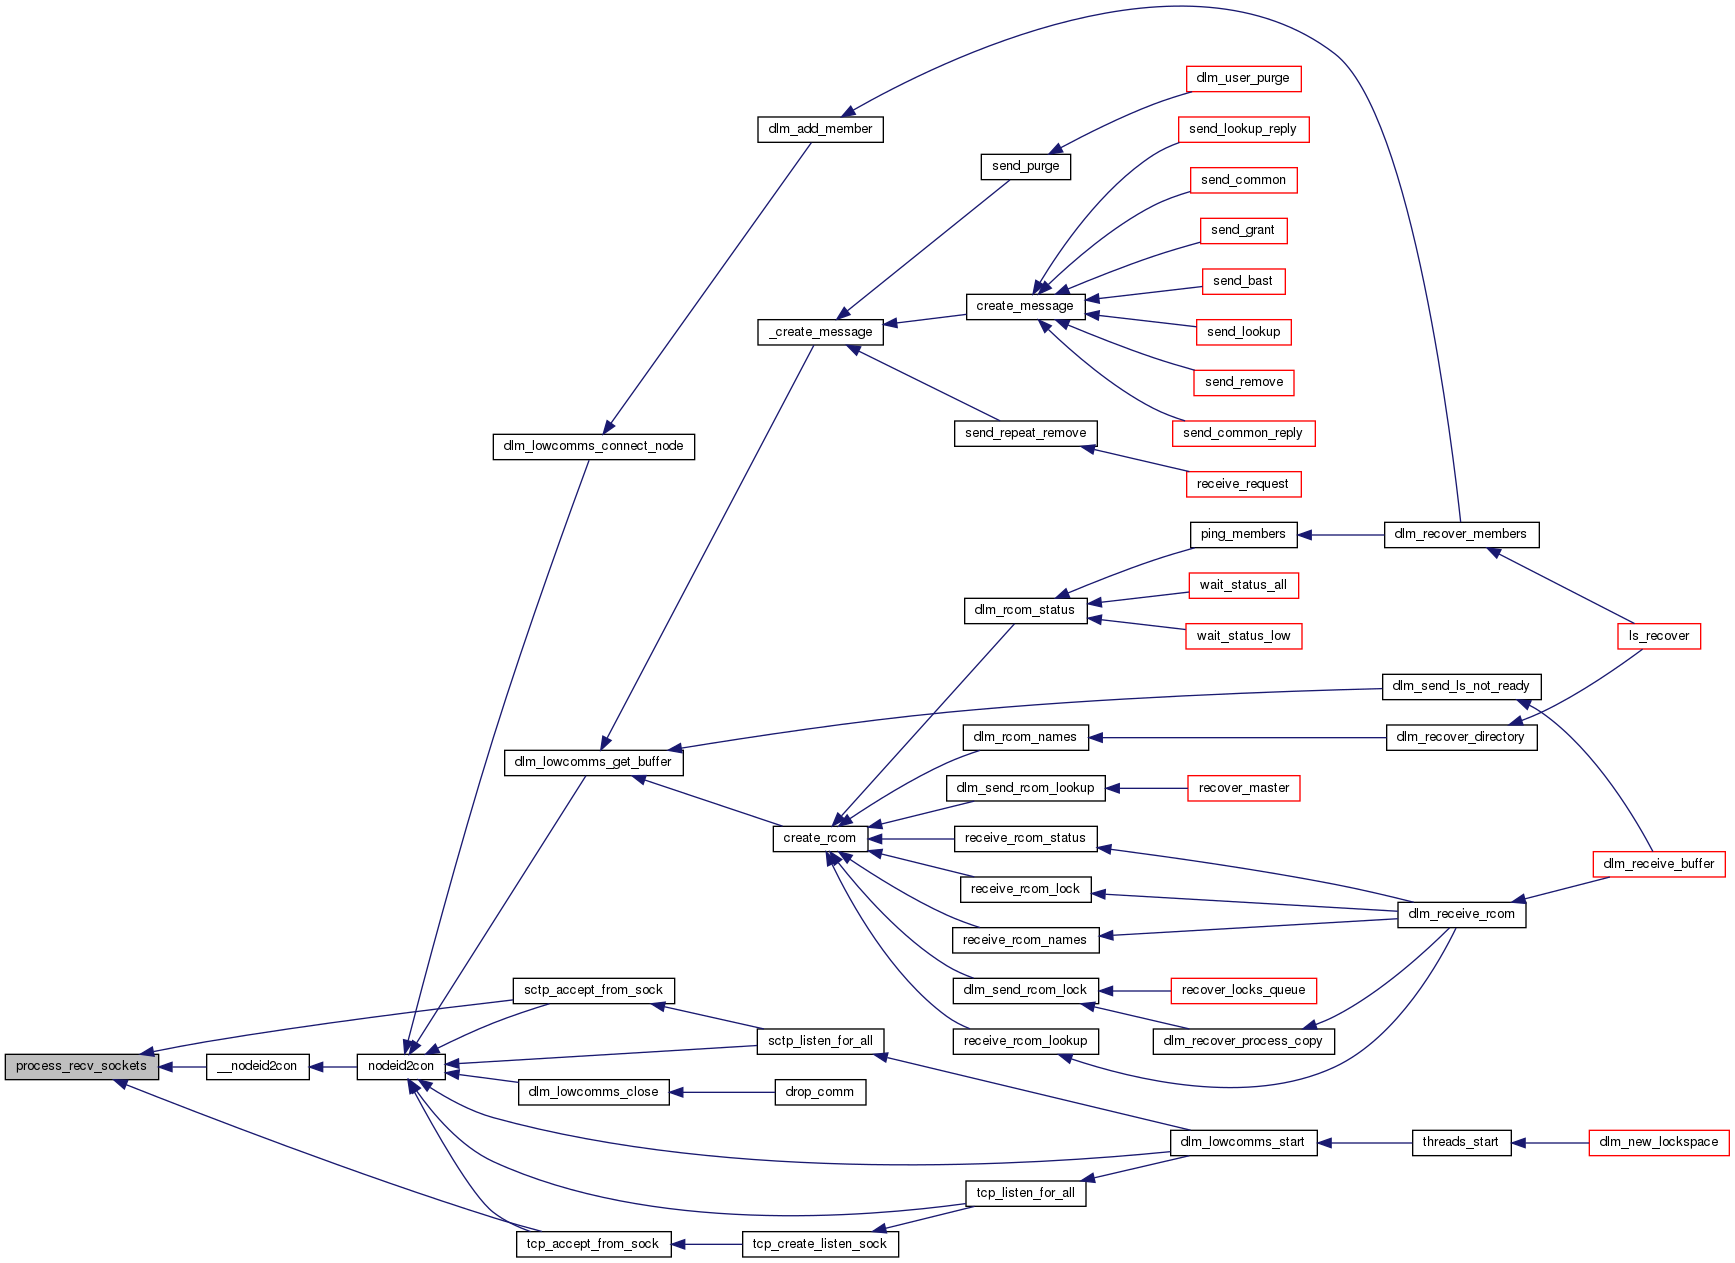 dlm_user_purge
dlm_add_member
send_lookup_reply
send_purge
send_common
send_grant
send_bast
create_message
_create_message
send_lookup
send_remove
send_repeat_remove
send_common_reply
dlm_lowcomms_connect_node
receive_request
ping_members
dlm_recover_members
wait_status_all
dlm_rcom_status
wait_status_low
ls_recover
dlm_send_ls_not_ready
dlm_rcom_names
dlm_recover_directory
dlm_lowcomms_get_buffer
dlm_send_rcom_lookup
recover_master
create_rcom
receive_rcom_status
dlm_receive_buffer
receive_rcom_lock
dlm_receive_rcom
receive_rcom_names
sctp_accept_from_sock
dlm_send_rcom_lock
recover_locks_queue
sctp_listen_for_all
receive_rcom_lookup
dlm_recover_process_copy
process_recv_sockets
__nodeid2con
nodeid2con
dlm_lowcomms_close
drop_comm
dlm_lowcomms_start
threads_start
dlm_new_lockspace
tcp_listen_for_all
tcp_accept_from_sock
tcp_create_listen_sock